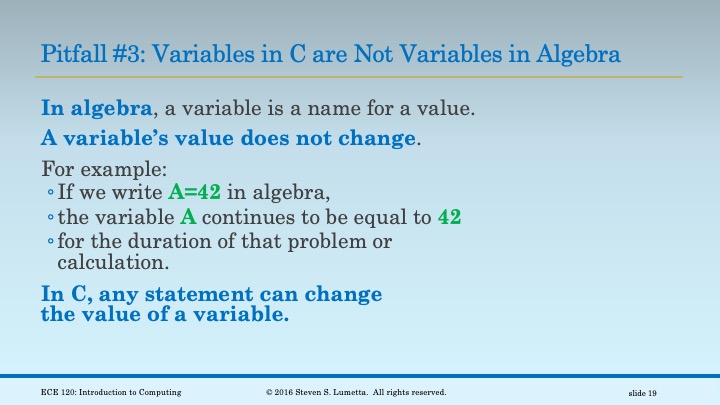 Pitfall #3: Variables in C are Not Variables in Algebra
In algebra, a variable is a name for a value.
A variable’s value does not change.
For example:
◦If we write A=42 in algebra,
◦the variable A continues to be equal to 42
◦for the duration of that problem or
calculation.
In C, any statement can change
the value of a variable.
ECE 120: Introduction to Computing
© 2016 Steven S. Lumetta. All rights reserved.
slide 19